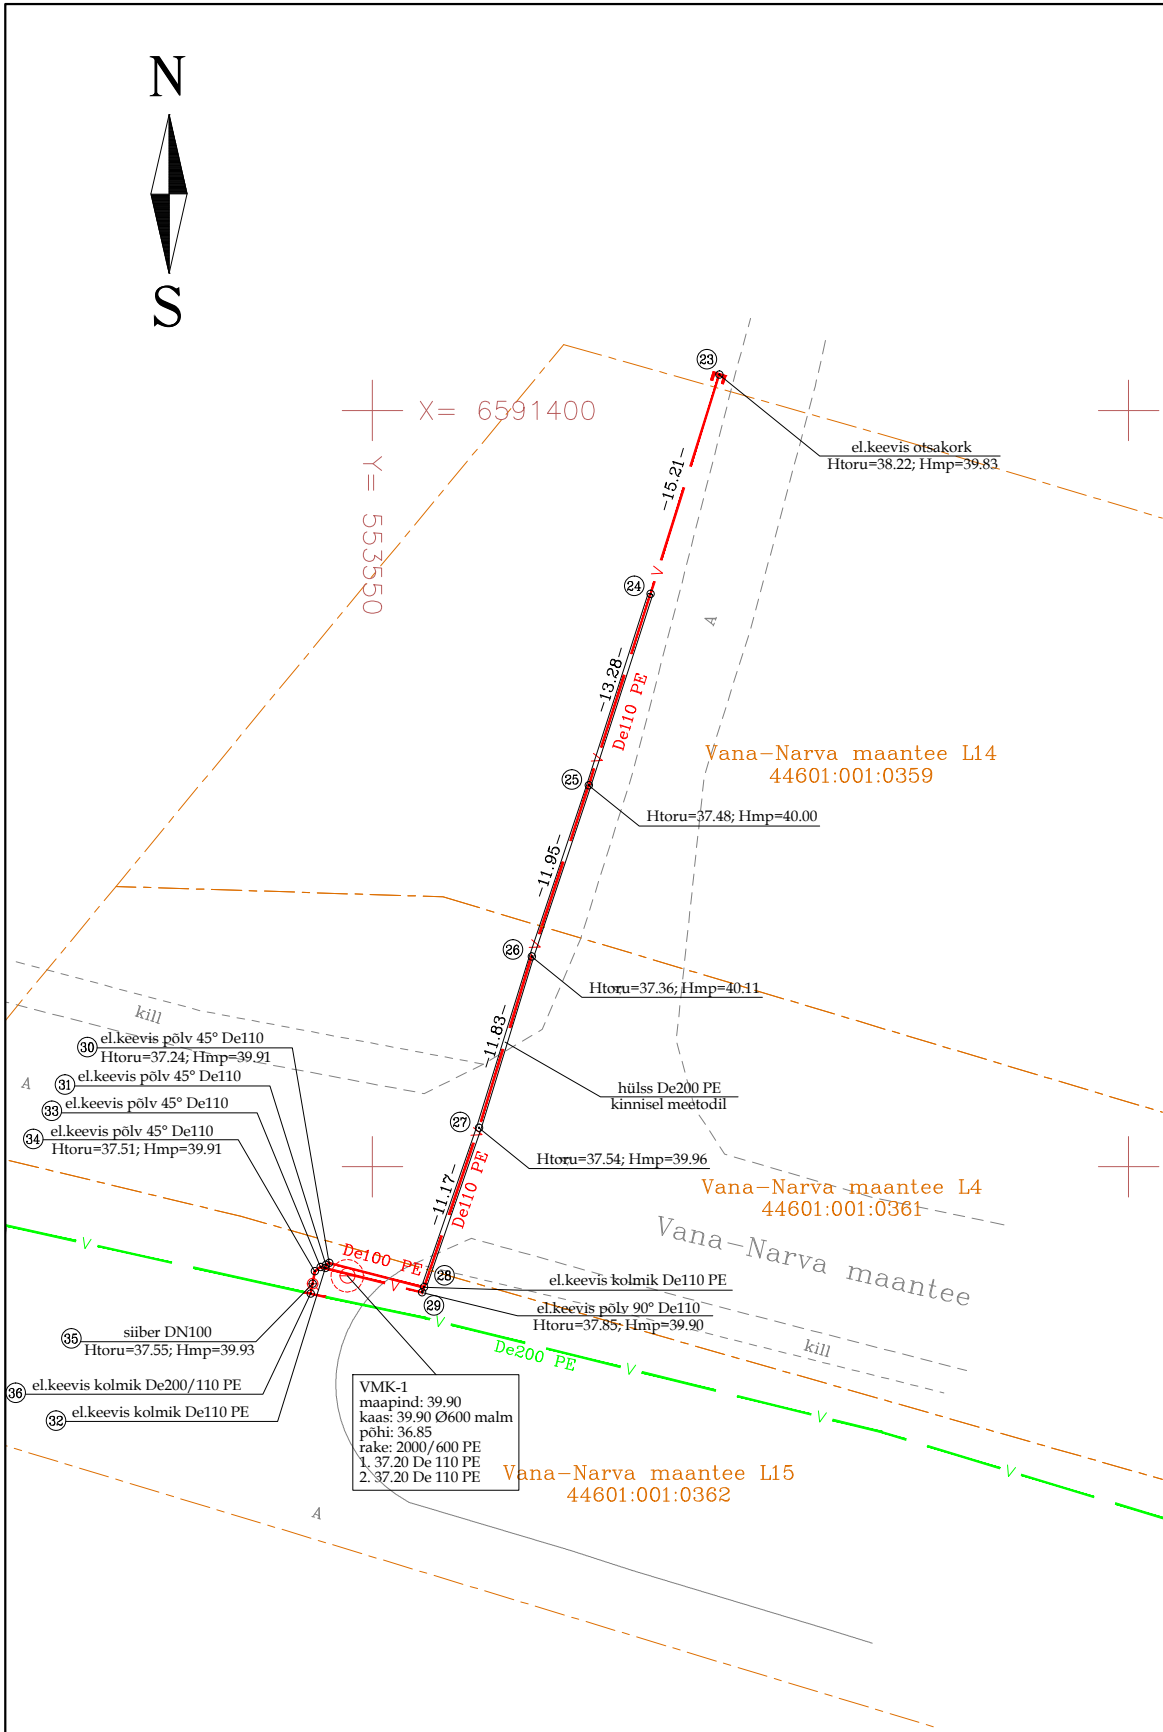 N
S
X= 6591400
Y= 553550
23
el.keevis otsakork
Htoru=38.22; Hmp=39.83
-15.21-
V
24
A
-13.28-
De110 PE
V
Vana-Narva maantee L14
44601:001:0359
25
Htoru=37.48; Hmp=40.00
-11.95-
V
26
Htoru=37.36; Hmp=40.11
kill
-11.83-
30
el.keevis põlv 45° De110
Htoru=37.24; Hmp=39.91
A
31
el.keevis põlv 45° De110
33
el.keevis põlv 45° De110
34
el.keevis põlv 45° De110
Htoru=37.51; Hmp=39.91
hülss De200 PE
kinnisel meetodil
27
V
Htoru=37.54; Hmp=39.96
-11.17-
De110 PE
Vana-Narva maantee L4
44601:001:0361
Vana-Narva maantee
V
De100 PE
V
28
el.keevis kolmik De110 PE
29
el.keevis põlv 90° De110
Htoru=37.85; Hmp=39.90
V
35
siiber DN100
Htoru=37.55; Hmp=39.93
De200 PE
kill
V
36
el.keevis kolmik De200/110 PE
32
el.keevis kolmik De110 PE
VMK-1
maapind: 39.90
kaas: 39.90 Ø600 malm
põhi: 36.85
rake: 2000/600 PE
1. 37.20 De 110 PE
2. 37.20 De 110 PE
V
V
Vana-Narva maantee L15
44601:001:0362
A